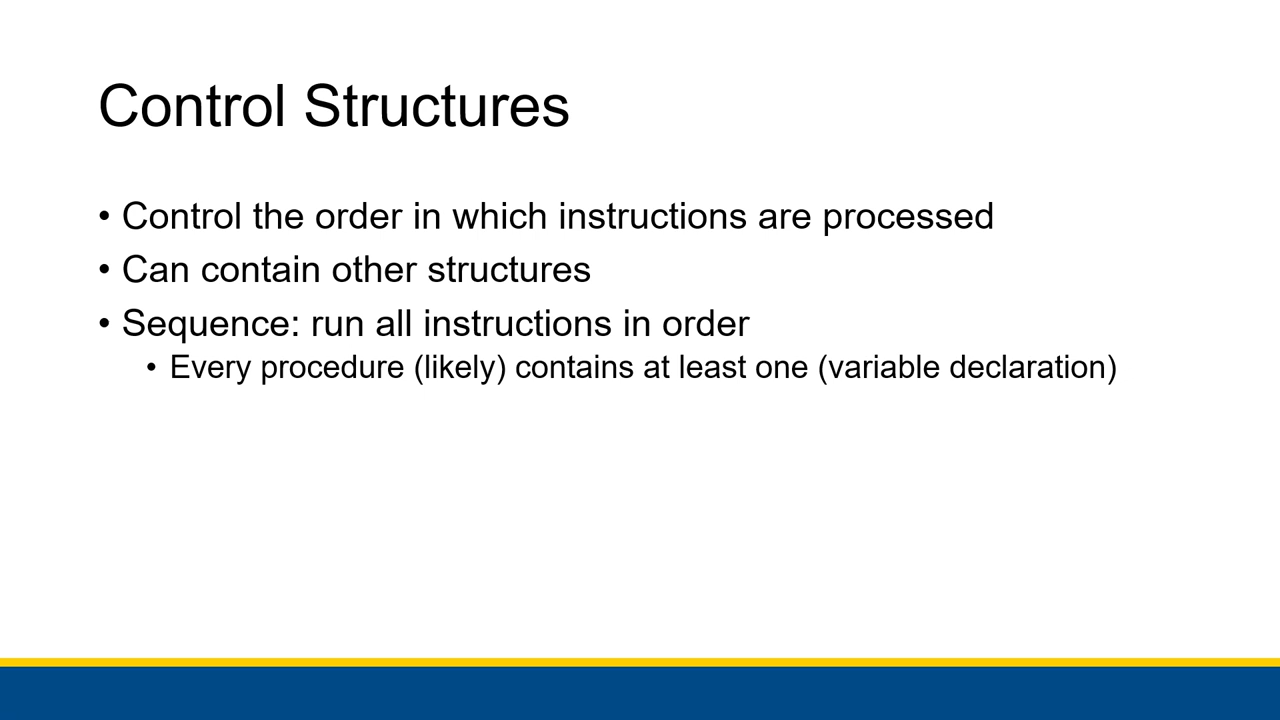 Control Structures
• Control the order in which instructions are processed
• Can contain other structures
• Sequence: run all instructions in order
• Every procedure (likely) contains at least one (variable declaration)